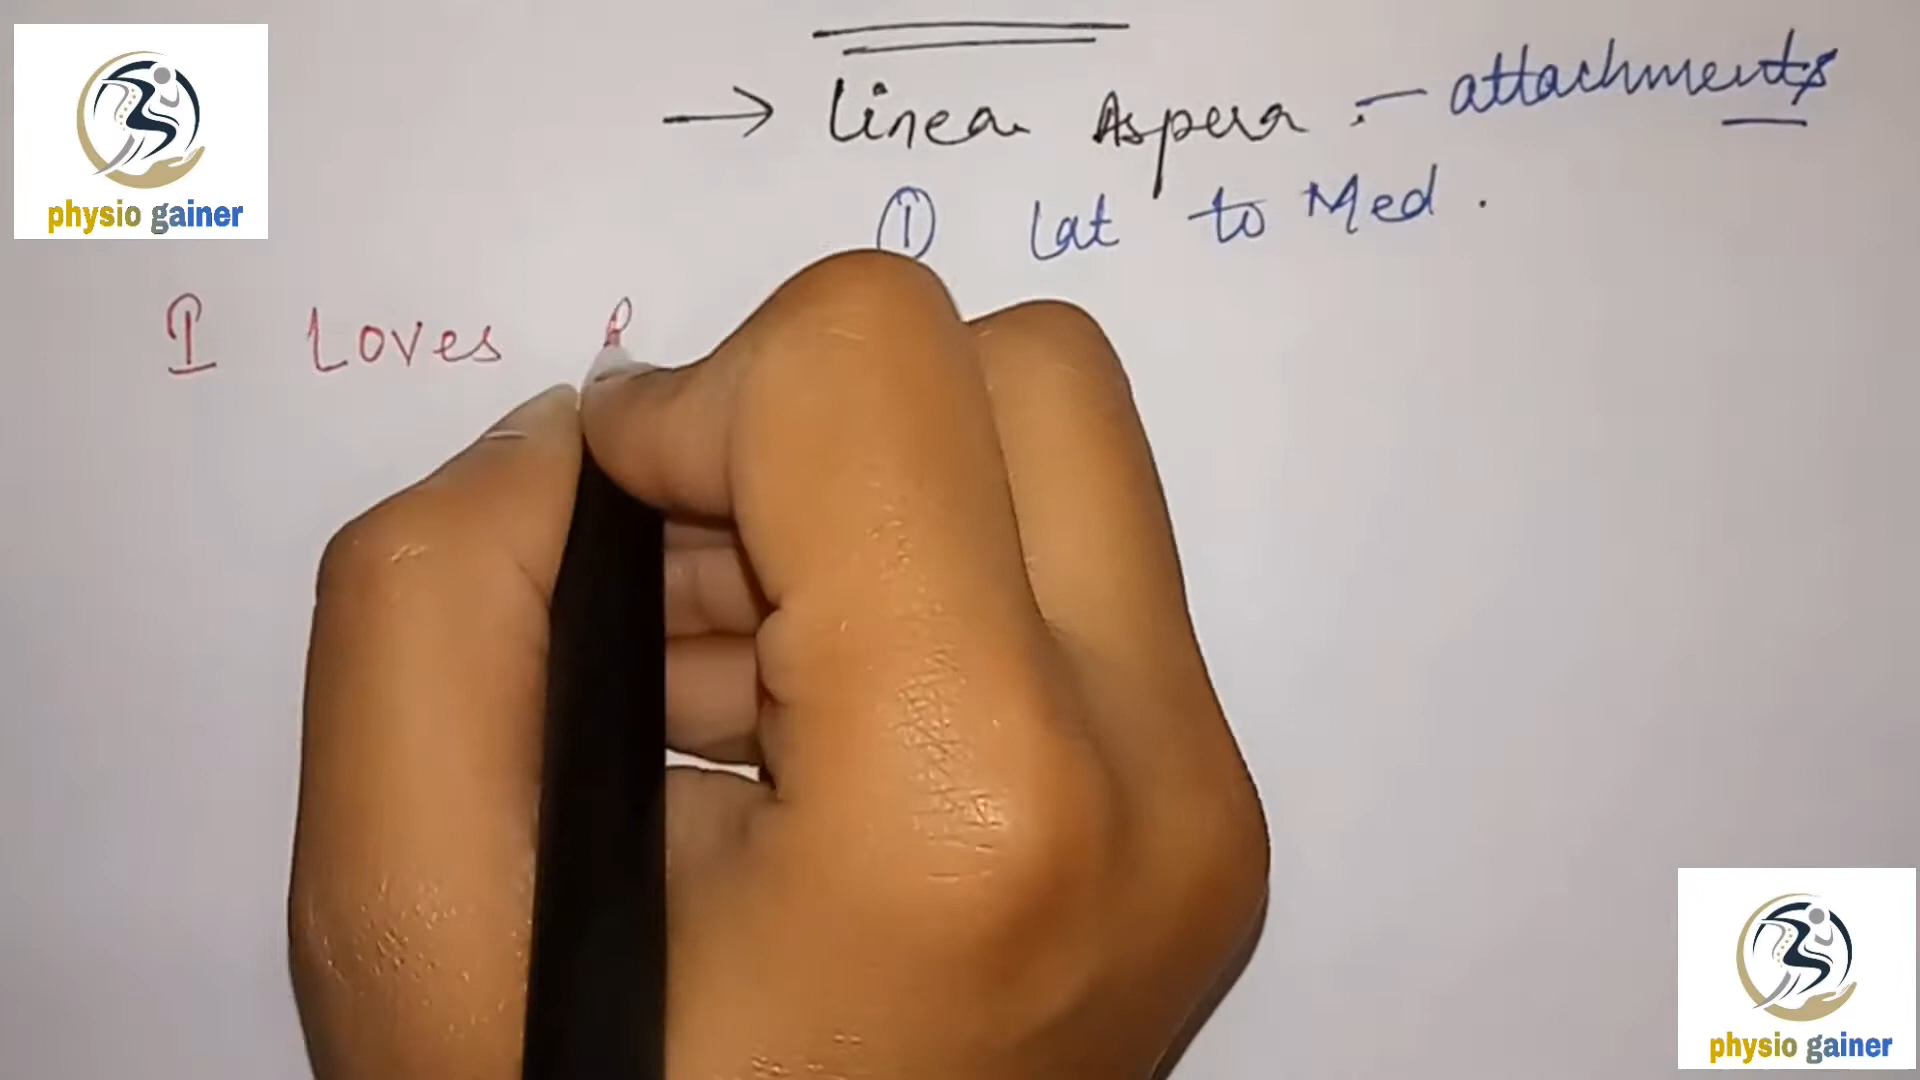 → Linea Aspera :- attachments
① Lat to Med .
I Loves
physio gainer
physio gainer